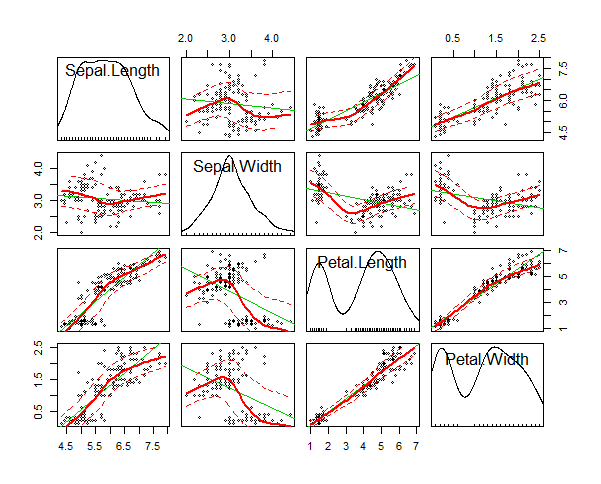 2.0 3.0 4.0
0.5 1.5 2.5
Sepal.Length
4.5 6.0 7.5
2.0 3.0 4.0
Sepal.Width
Petal.Length
1 3 5 7
0.5 1.5 2.5
Petal.Width
4.5 5.5 6.5 7.5
1 2 3 4 5 6 7